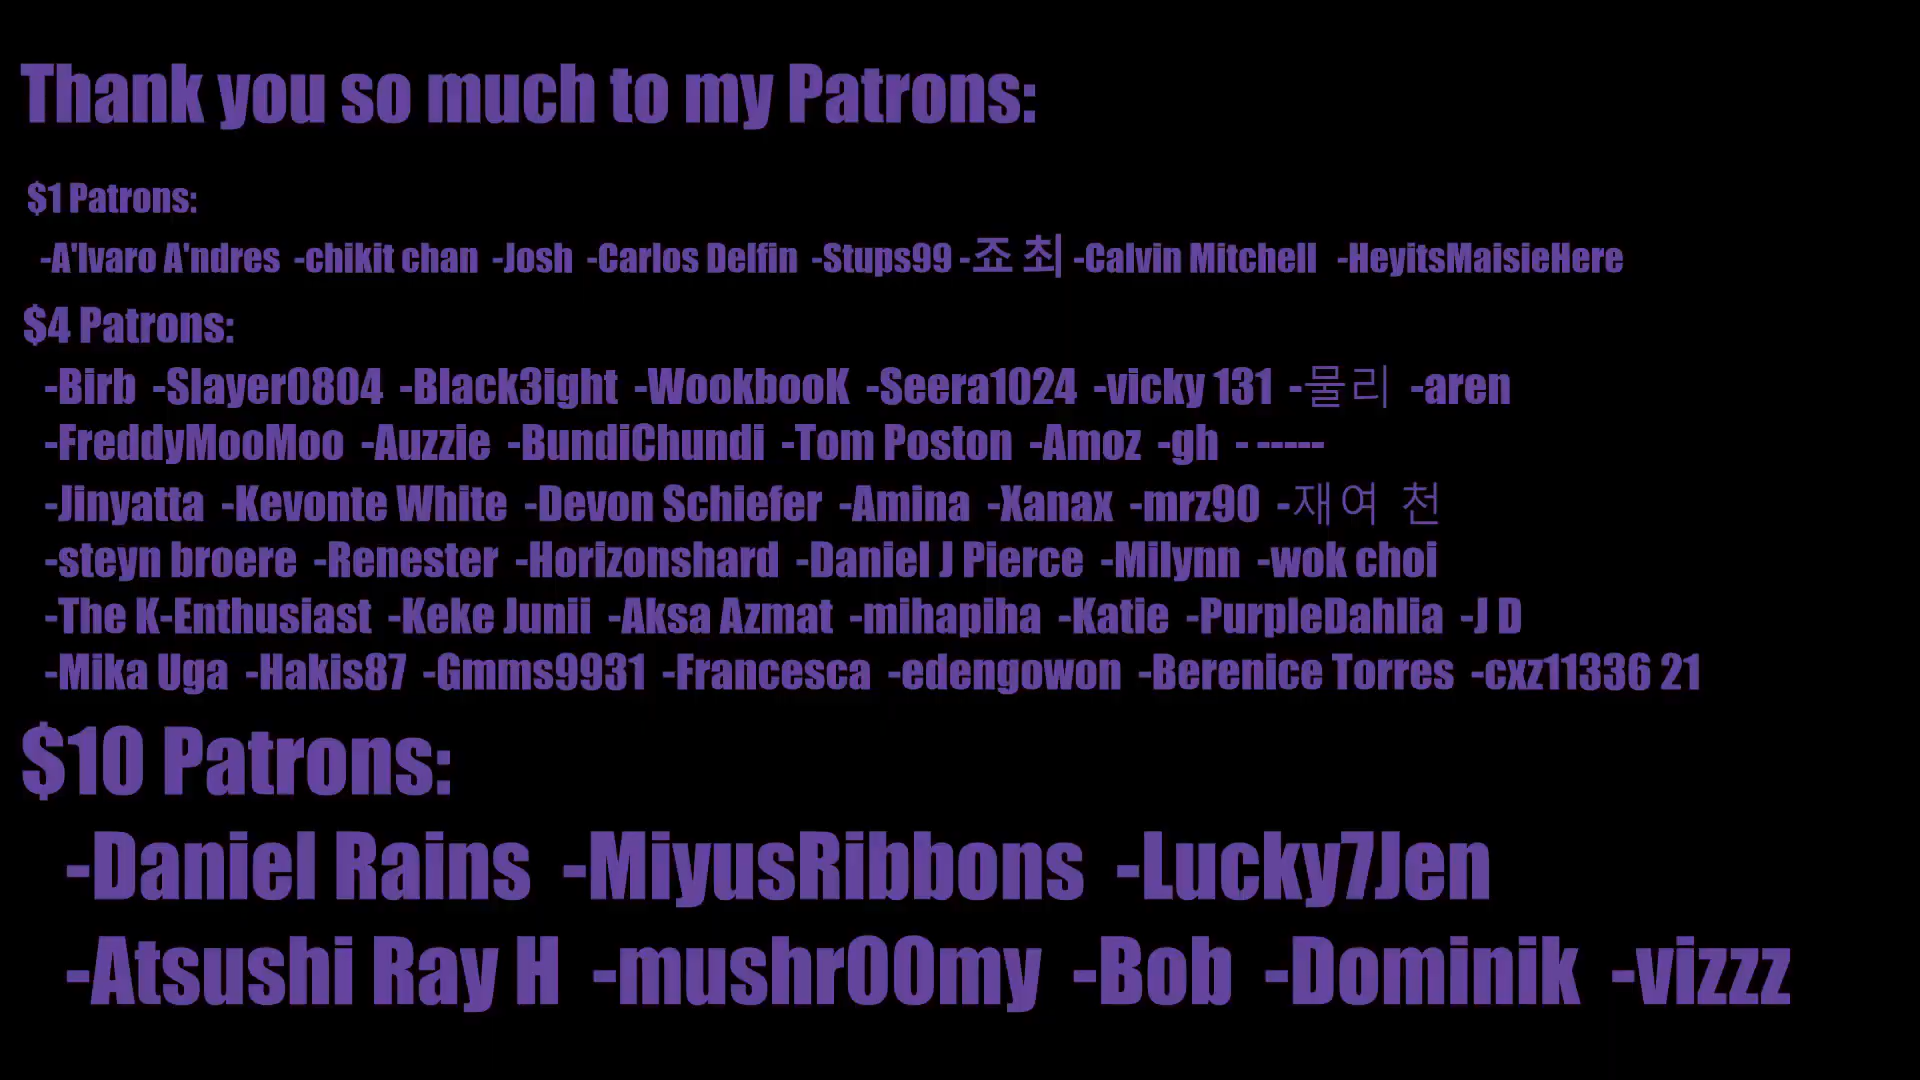 Thank you so much to my Patrons:
$1 Patrons:
-A'lvaro A'ndres -chikit chan -Josh -Carlos Delfin -Stups99 -죠 최 -Calvin Mitchell -HeyitsMaisieHere
$4 Patrons:
-Birb -Slayer0804 -Black3ight -WookbooK -Seera1024 -vicky 131 -물리 -aren
-FreddyMooMoo -Auzzie -BundiChundi -Tom Poston -Amoz -gh - -----
-Jinyatta -Kevonte White -Devon Schiefer -Amina -Xanax -mrz90 -재여 천
-steyn broere -Renester -Horizonshard -Daniel J Pierce -Milynn -wok choi
-The K-Enthusiast -Keke Junii -Aksa Azmat -mihapiha -Katie -PurpleDahlia -J D
-Mika Uga -Hakis87 -Gmms9931 -Francesca -edengowon -Berenice Torres -cxz11336 21
$10 Patrons:
-Daniel Rains -MiyusRibbons -Lucky7Jen
-Atsushi Ray H -mushr00my -Bob -Dominik -vizzz